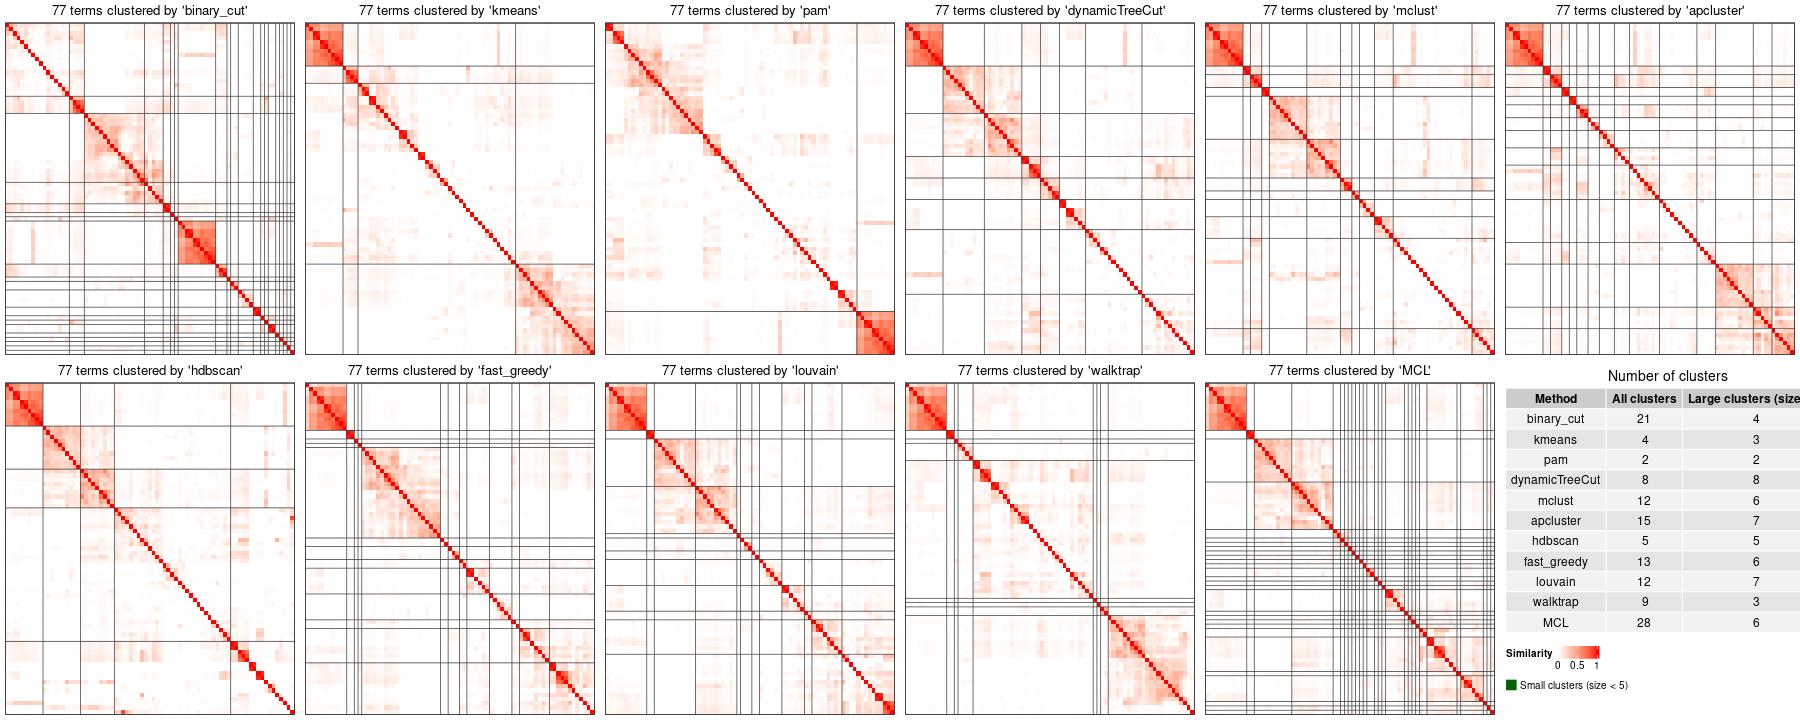 77 terms clustered by 'binary_cut'
77 terms clustered by 'kmeans'
77 terms clustered by 'pam'
77 terms clustered by 'dynamicTreeCut'
77 terms clustered by 'mclust'
77 terms clustered by 'apcluster'
77 terms clustered by 'hdbscan'
77 terms clustered by 'fast_greedy'
77 terms clustered by 'louvain'
77 terms clustered by 'walktrap'
77 terms clustered by 'MCL'
Number of clusters
Method All clusters Large clusters (size
binary_cut 21 4
kmeans 4 3
pam 2 2
dynamicTreeCut 8 8
mclust 12 6
apcluster 15 7
hdbscan 5 5
fast_greedy 13 6
louvain 12 7
walktrap 9 3
MCL 28 6
Similarity
0 0.5 1
Small clusters (size < 5)